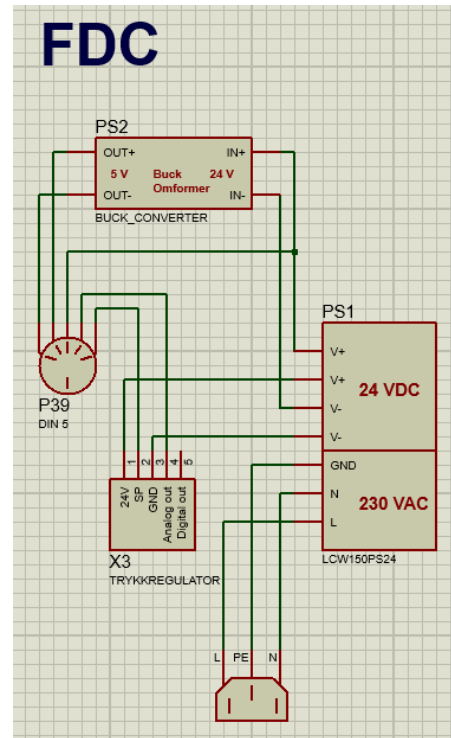 FDC
PS2
OUT+ IN+
5 V Buck 24 V
Omformer
OUT- IN-
BUCK_CONVERTER
PS1
V+
V+
24 VDC
V-
V-
P39
DIN 5
GND
N
230 VAC
L
LCW150PS24
1 2 3 4 5
24V
SP
GND
Analog out
Digital out
X3
TRYKKREGULATOR
L PE N